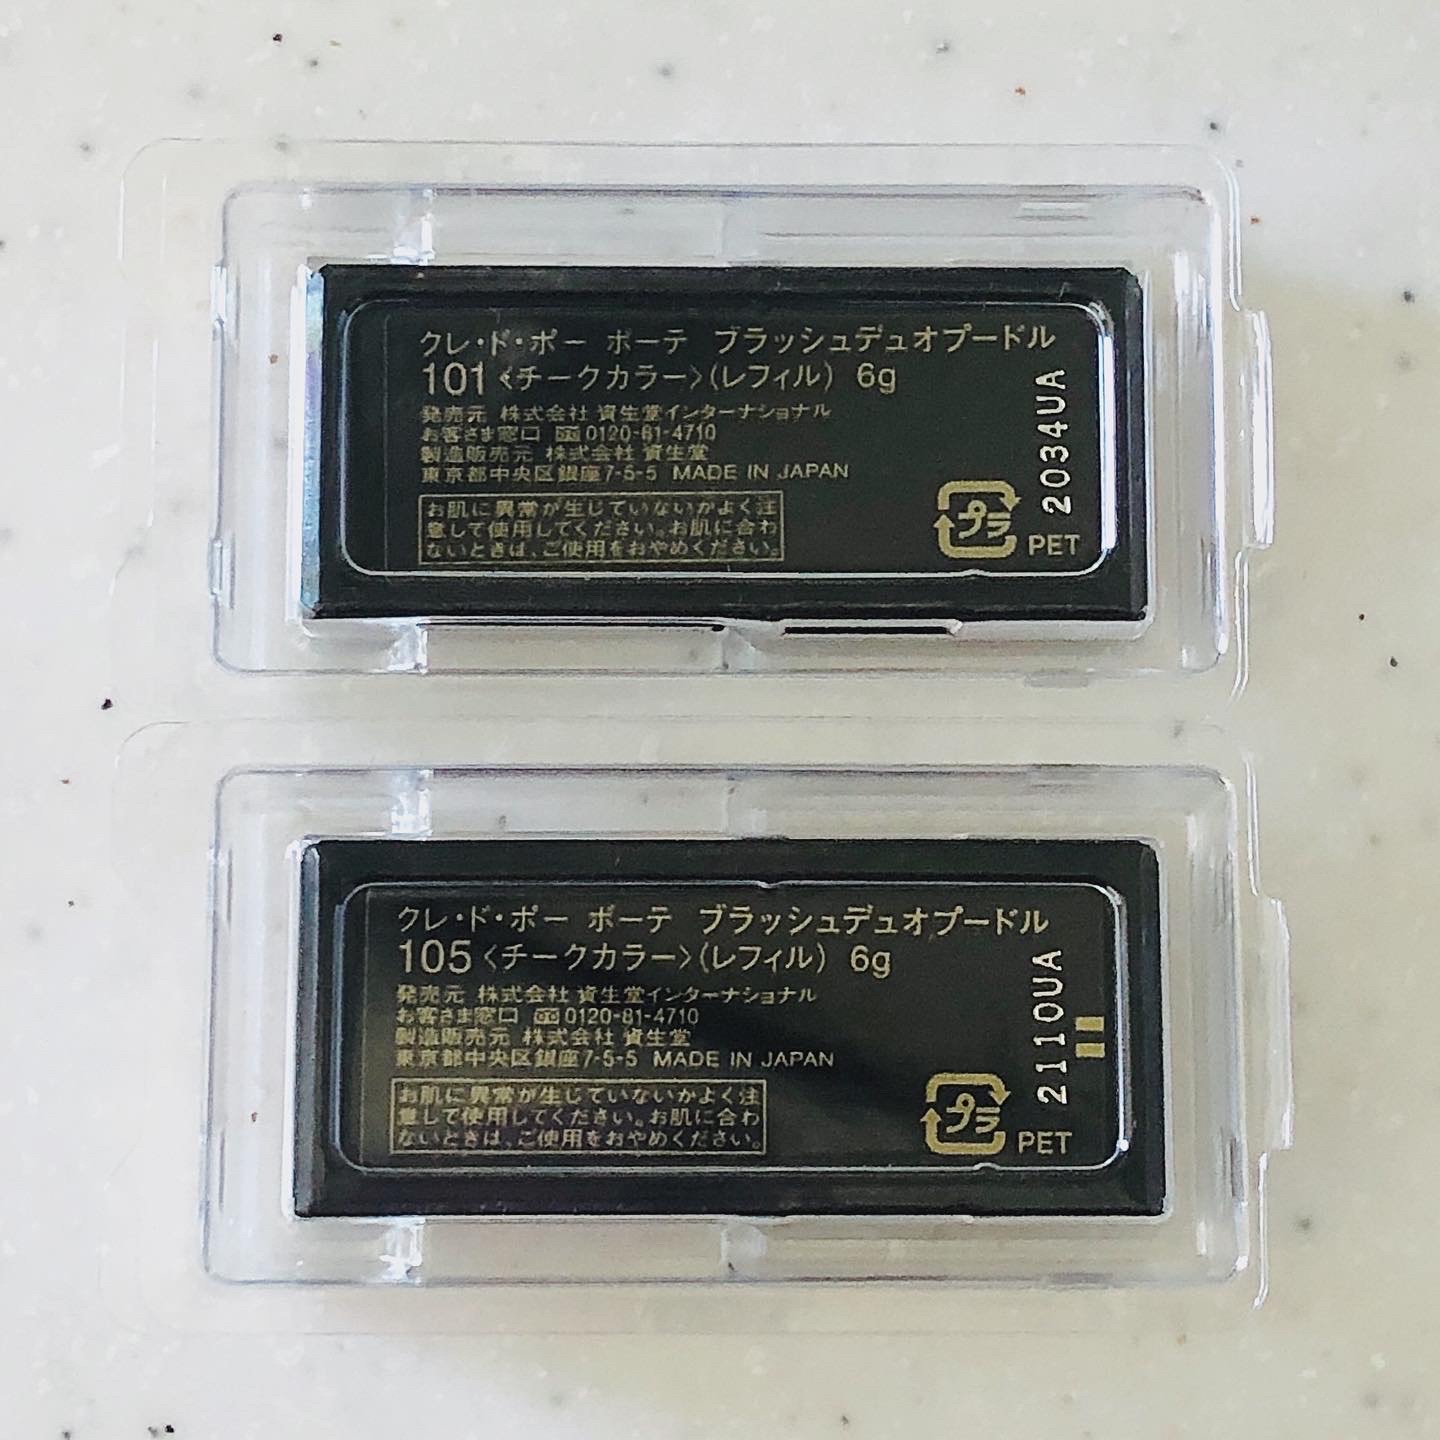 クレ・ド・ポー ボーテ ブラッシュデュオプードル
101〈チークカラー〉(レフィル) 6g
発売元 株式会社 資生堂インターナショナル
お客さま窓口 0120-81-4710
製造販売元 株式会社 資生堂
東京都中央区銀座7-5-5 MADE IN JAPAN
お肌に異常が生じていないかよく注
意して使用してください。お肌に合わ
ないときは、ご使用をおやめください。
プラ
PET
2034UA
クレ・ド・ポー ボーテ ブラッシュデュオプードル
105〈チークカラー〉(レフィル) 6g
発売元 株式会社 資生堂インターナショナル
お客さま窓口 0120-81-4710
製造販売元 株式会社 資生堂
東京都中央区銀座7-5-5 MADE IN JAPAN
お肌に異常が生じていないかよく注
意して使用してください。お肌に合わ
ないときは、ご使用をおやめください。
プラ
PET
2110UA